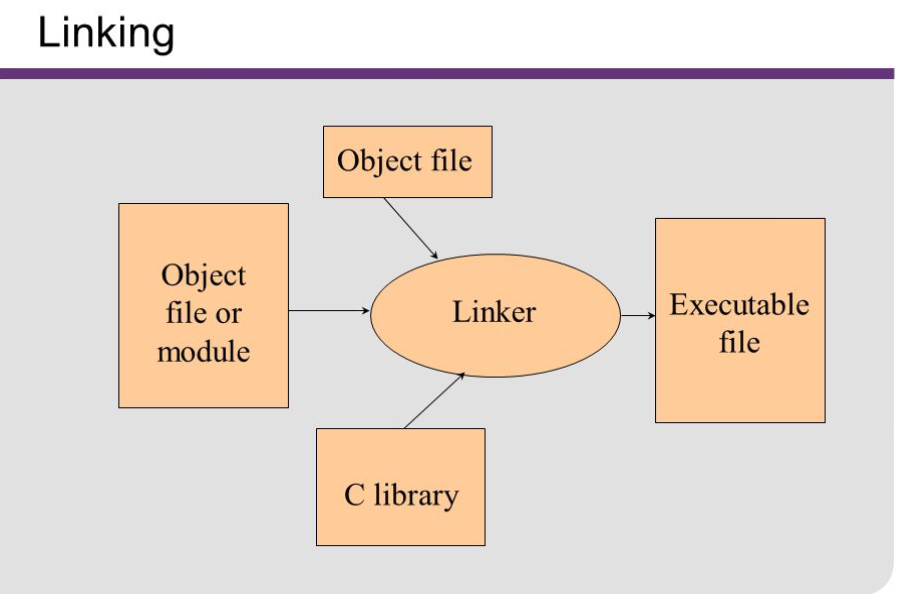 Linking
Object file
Object
file or
module
Linker
Executable
file
C library